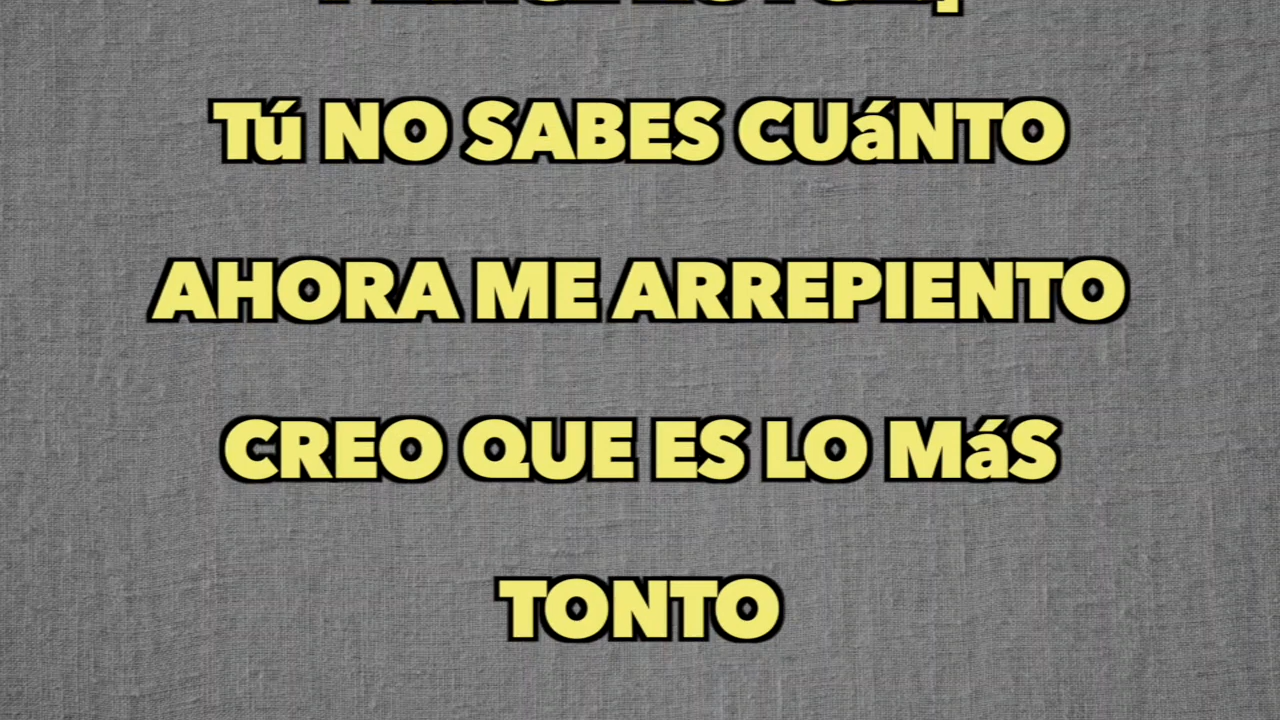 Tú NO SABES CUáNTO
AHORA ME ARREPIENTO
CREO QUE ES LO MáS
TONTO